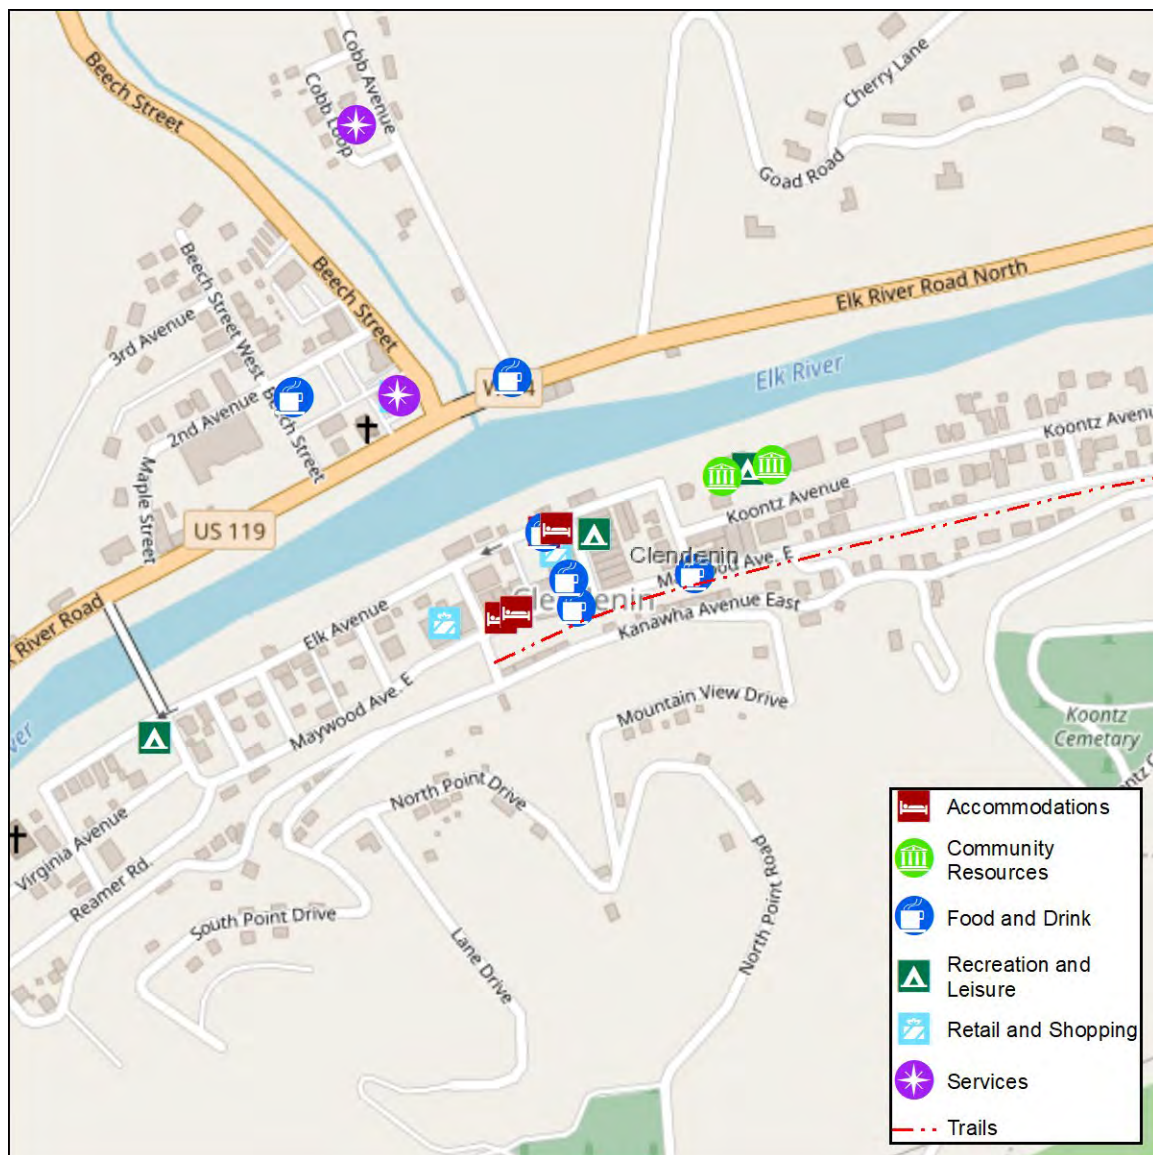 Cobb Avenue
Cobb Loop
Beech Street
Cherry Lane
Goad Road
Beech Street West
Beech Street
Elk River Road North
3rd Avenue
Elk River
2nd Avenue
Beech Street
Koontz Avenue
Maple Street
US 119
Koontz Avenue
Clendenin
Clendenin
Kanawha Avenue East
River Road
Elk Avenue
Maywood Ave. E
Mountain View Drive
Koontz
Cemetary
North Point Drive
Virginia Avenue
Reamer Rd.
South Point Drive
Lane Drive
North Point Road
Accommodations
Community
Resources
Food and Drink
Recreation and
Leisure
Retail and Shopping
Services
Trails